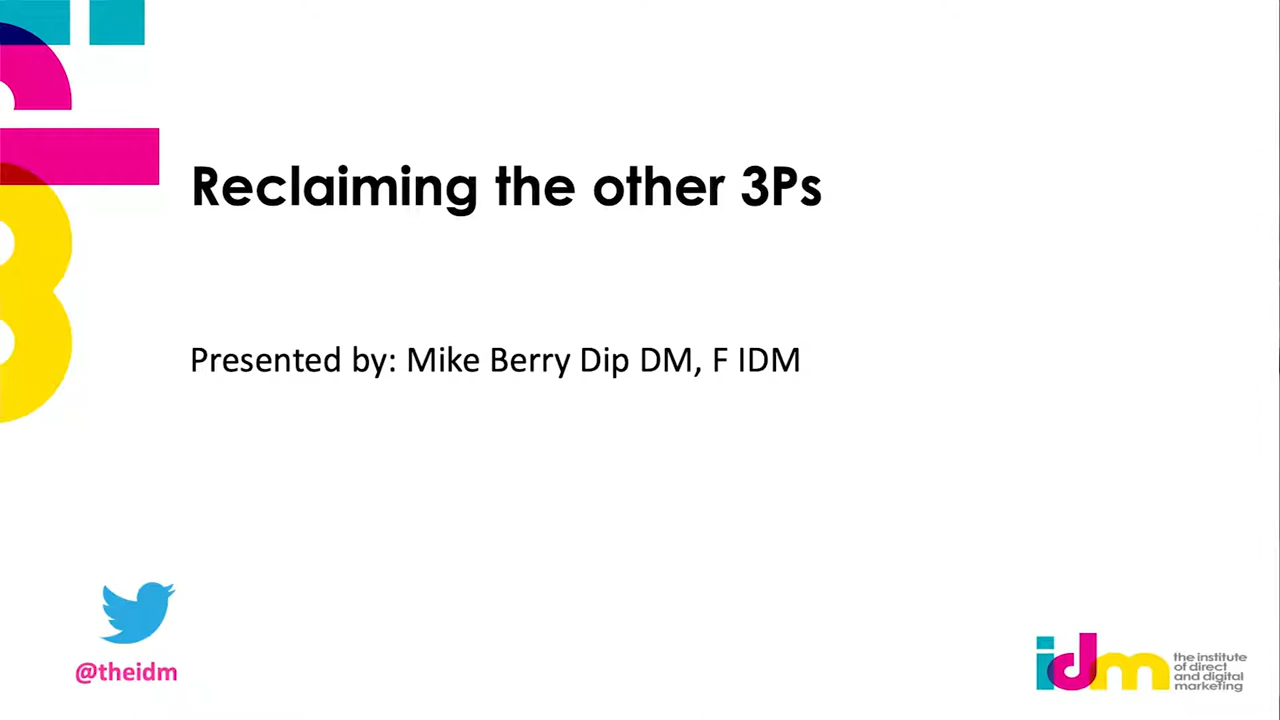 Reclaiming the other 3Ps
Presented by: Mike Berry Dip DM, F IDM
@theidm
idm
the institute
of direct
and digital
marketing